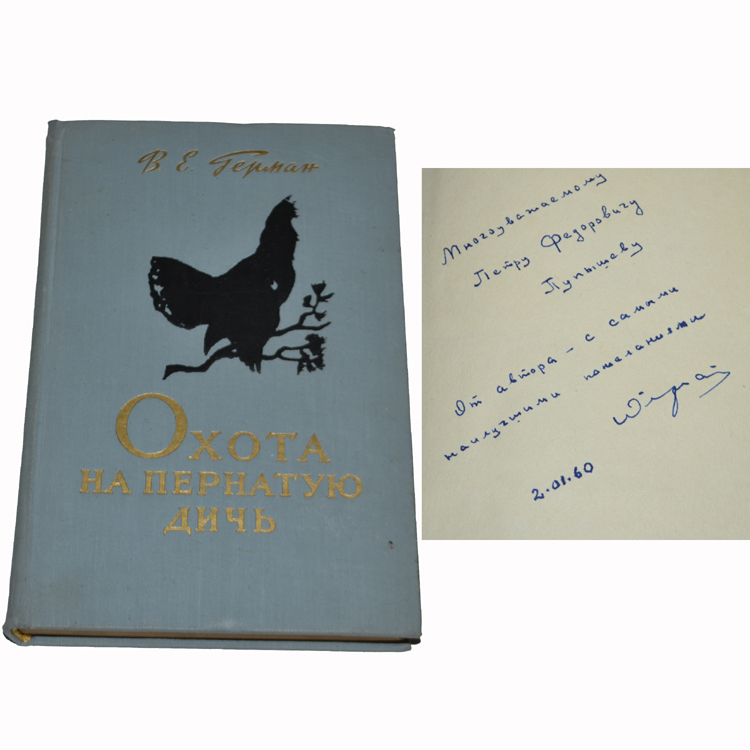 В. Е. Герман
ОХОТА
НА ПЕРНАТУЮ
ДИЧЬ
Многоуважаемому
Петру Федоровичу
Пупышеву
От автора – с самыми
наилучшими пожеланиями
2.01.60